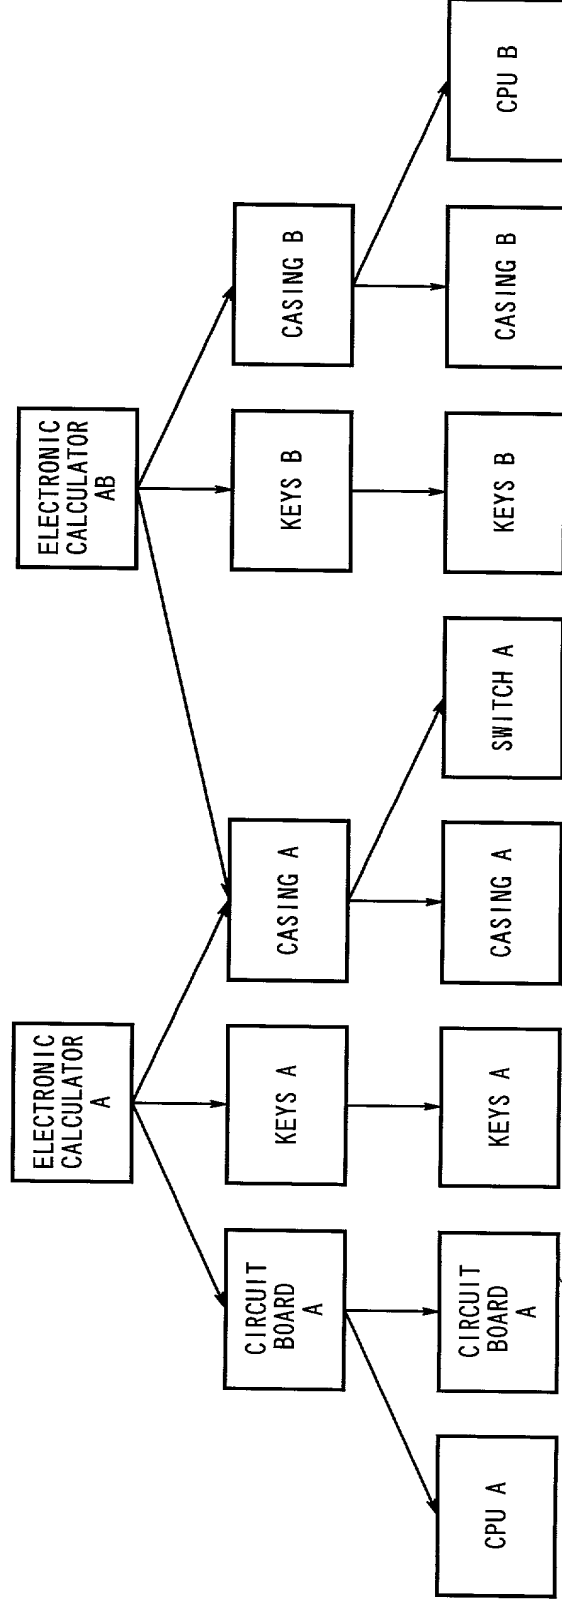 ELECTRONIC
CALCULATOR
A
ELECTRONIC
CALCULATOR
AB
CIRCUIT
BOARD
A
KEYS A
CASING A
KEYS B
CASING B
CPU A
CIRCUIT
BOARD
A
KEYS A
CASING A
SWITCH A
KEYS B
CASING B
CPU B